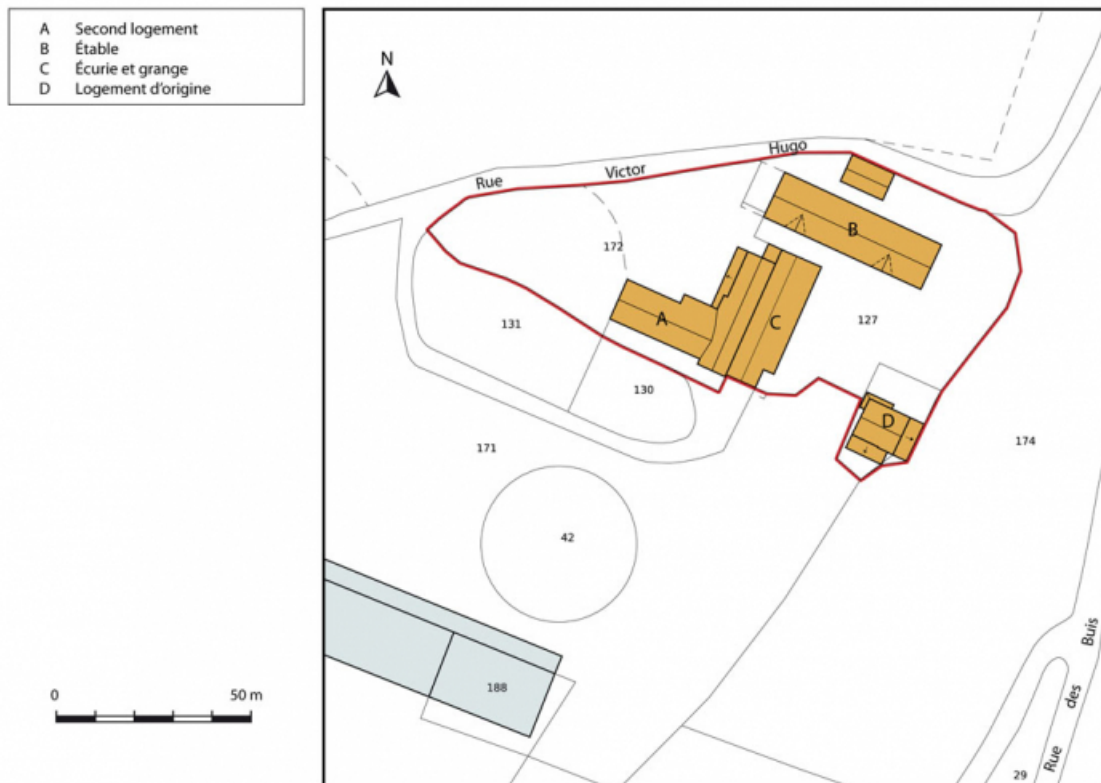 A Second logement
B Étable
C Écurie et grange
D Logement d'origine
N
Rue Victor Hugo
B
172
A
C
127
131
130
D
174
171
42
188
0 50 m
Rue des Buis
29